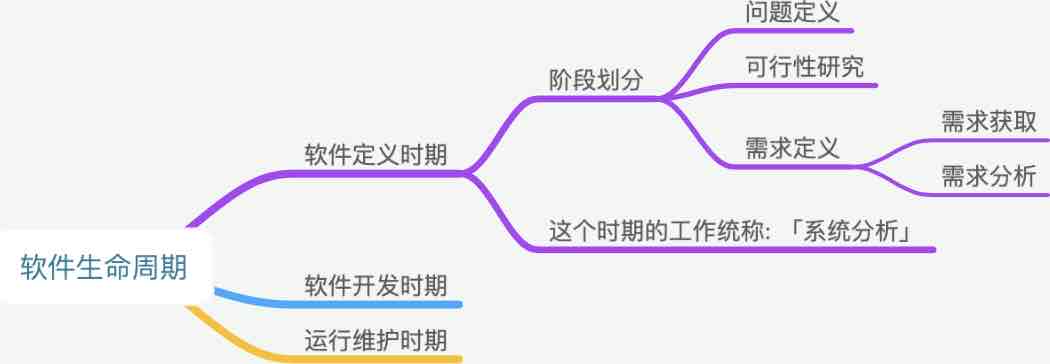 问题定义
可行性研究
阶段划分
需求获取
需求定义
需求分析
软件定义时期
这个时期的工作统称: 「系统分析」
软件生命周期
软件开发时期
运行维护时期